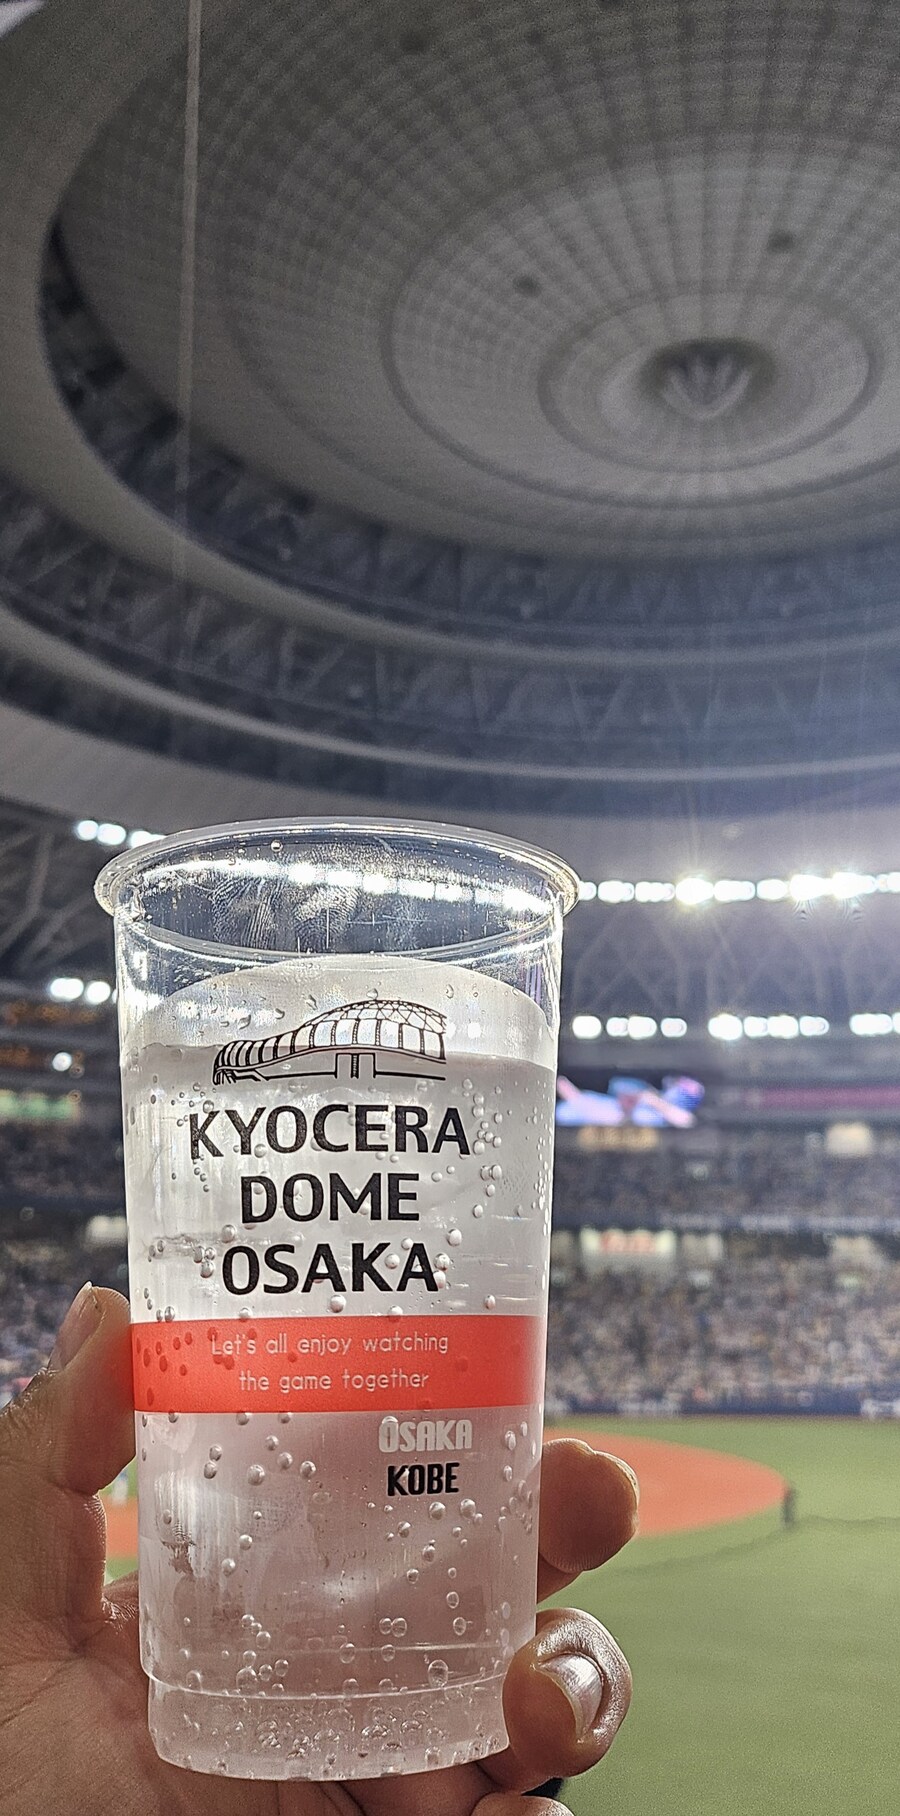 KYOCERA
DOME
OSAKA
Let's all enjoy watching
the game together
OSAKA
KOBE